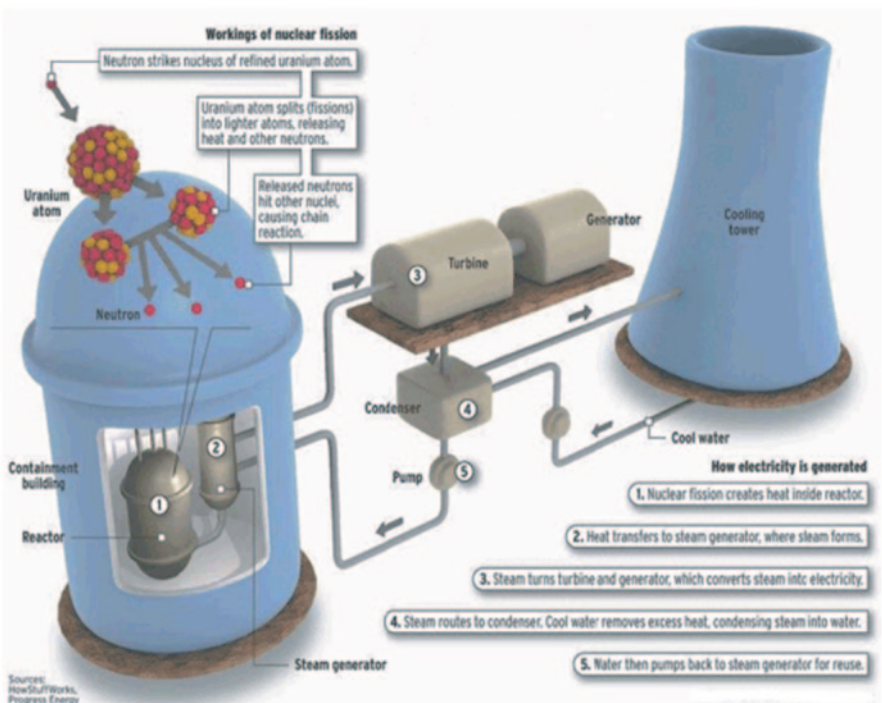 Workings of nuclear fission
Neutron strikes nucleus of refined uranium atom.
Uranium atom splits (fissions)
into lighter atoms, releasing
heat and other neutrons.
Released neutrons
hit other nuclei,
causing chain
reaction.
Uranium
atom
Neutron
Containment
building
Reactor
1
2
Steam generator
3
Turbine
Generator
Cooling
tower
Condenser
4
Cool water
Pump
5
How electricity is generated
1. Nuclear fission creates heat inside reactor.
2. Heat transfers to steam generator, where steam forms.
3. Steam turns turbine and generator, which converts steam into electricity.
4. Steam routes to condenser. Cool water removes excess heat, condensing steam into water.
5. Water then pumps back to steam generator for reuse.
Sources:
HowStuffWorks,
Progress Energy